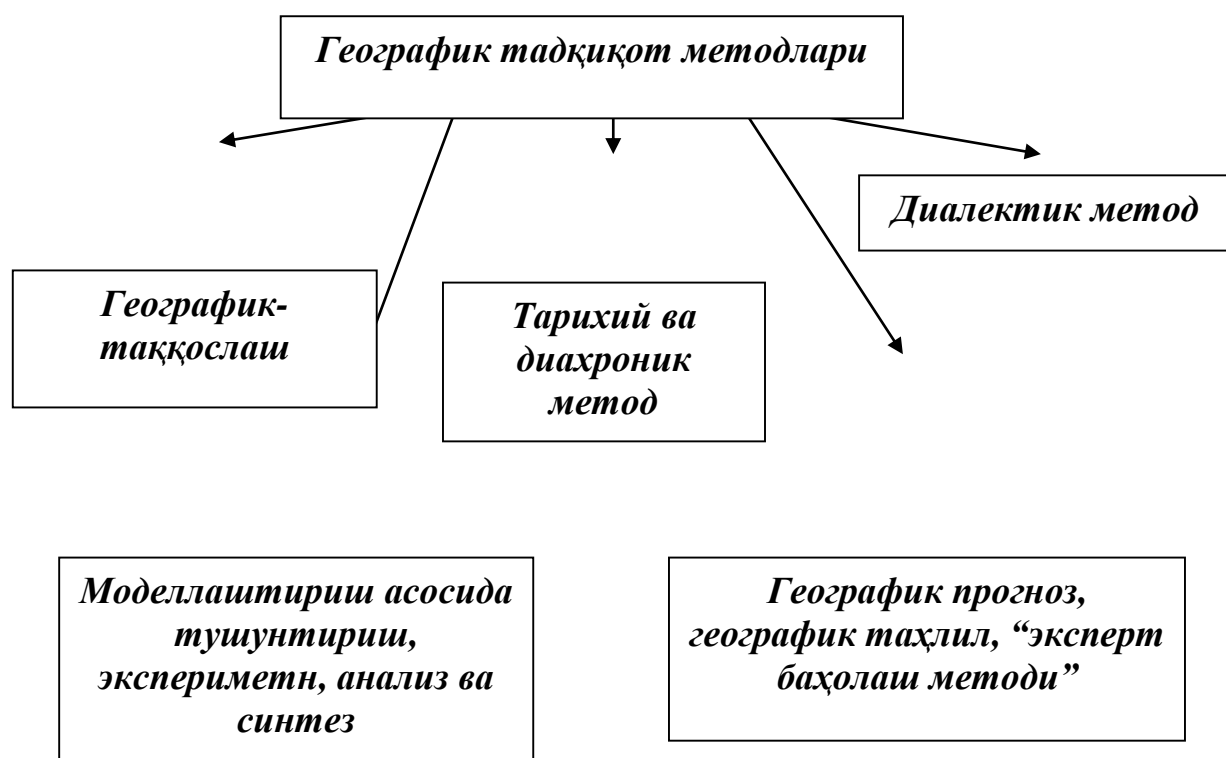 Географик тадқиқот методлари
Диалектик метод
Географик-
таққослаш
Тарихий ва
диахроник
метод
Моделлаштириш асосида
тушунтириш,
экспериметн, анализ ва
синтез
Географик прогноз,
географик таҳлил, “эксперт
баҳолаш методи”